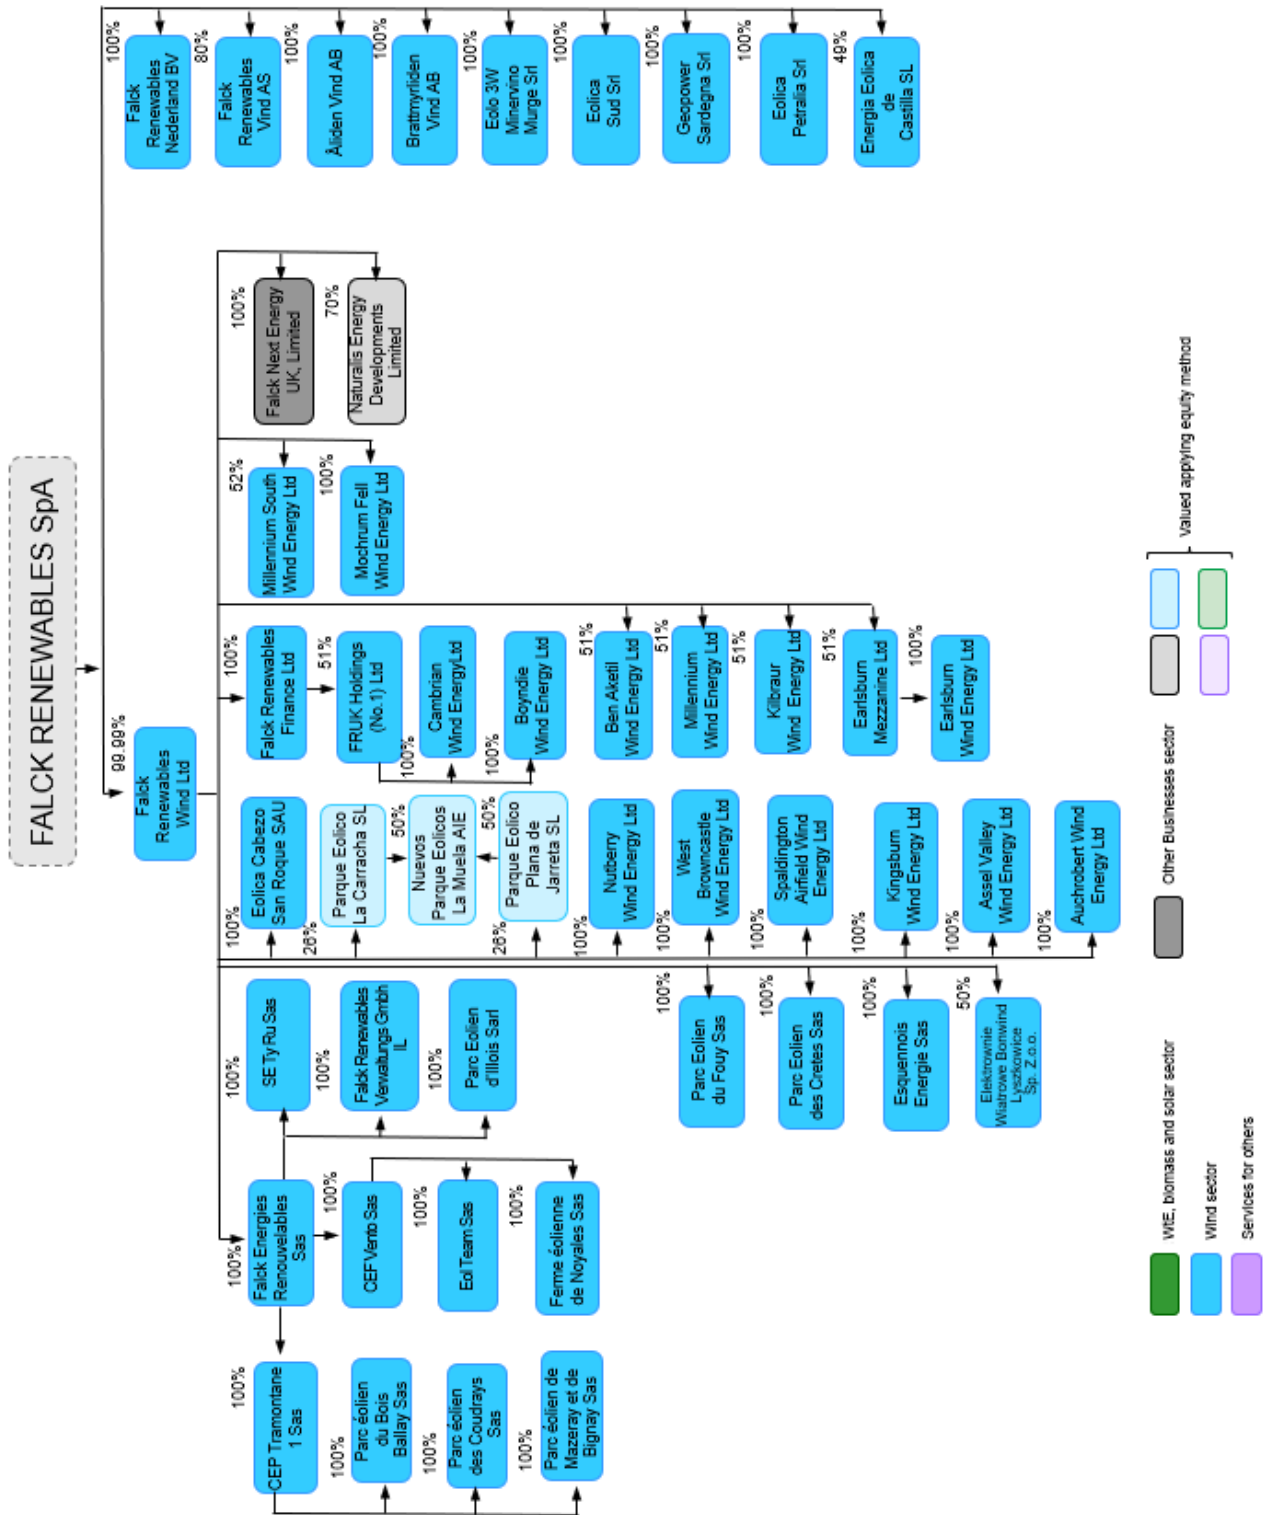 FALCK RENEWABLES SpA
99.99%
Falck
Renewables
Wind Ltd
100%
Falck
Renewables
Nederland BV
80%
Falck
Renewables
Vind AS
100%
Åliden Vind AB
100%
Brattmyrliden
Vind AB
100%
Eolo 3W
Minervino
Murge Srl
100%
Eolica
Sud Srl
100%
Geopower
Sardegna Srl
100%
Eolica
Petralia Srl
49%
Energia Eolica
de
Castilla SL
100%
CEP Tramontane
1 Sas
100%
Parc éolien
du Bois
Ballay Sas
100%
Parc éolien
des Coudrays
Sas
100%
Parc éolien de
Mazeray et de
Bignay Sas
100%
Falck Energies
Renouvelables
Sas
100%
CEF Vento Sas
100%
Eol Team Sas
100%
Ferme éolienne
de Noyales Sas
100%
SE Ty Ru Sas
100%
Falck Renewables
Verwaltungs Gmbh
IL
100%
Parc Eolien
d'Illois Sarl
100%
Parc Eolien
du Fouy Sas
100%
Parc Eolien
des Cretes Sas
100%
Esquennois
Energie Sas
50%
Elektrownie
Wiatrowe Bonwind
Lyszkowice
Sp. Z.o.o.
100%
Eolica Cabezo
San Roque SAU
26%
Parque Eolico
La Carracha SL
50%
Nuevos
Parque Eolicos
La Muela AIE
50%
26%
Parque Eolico
Plana de
Jarreta SL
100%
Nutberry
Wind Energy Ltd
100%
West
Browncastle
Wind Energy Ltd
100%
Spaldington
Airfield Wind
Energy Ltd
100%
Kingsburn
Wind Energy Ltd
100%
Assel Valley
Wind Energy Ltd
100%
Auchrobert Wind
Energy Ltd
100%
Falck Renewables
Finance Ltd
51%
FRUK Holdings
(No.1) Ltd
100%
Cambrian
Wind EnergyLtd
100%
Boyndie
Wind Energy Ltd
51%
Ben Aketil
Wind Energy Ltd
51%
Millennium
Wind Energy Ltd
51%
Kilbraur
Wind Energy Ltd
51%
Earlsburn
Mezzanine Ltd
100%
Earlsburn
Wind Energy Ltd
52%
Millennium South
Wind Energy Ltd
100%
Mochrum Fell
Wind Energy Ltd
100%
Falck Next Energy
UK, Limited
70%
Naturalis Energy
Developments
Limited
WtE, biomass and solar sector
Wind sector
Services for others
Other Businesses sector
Valued applying equity method